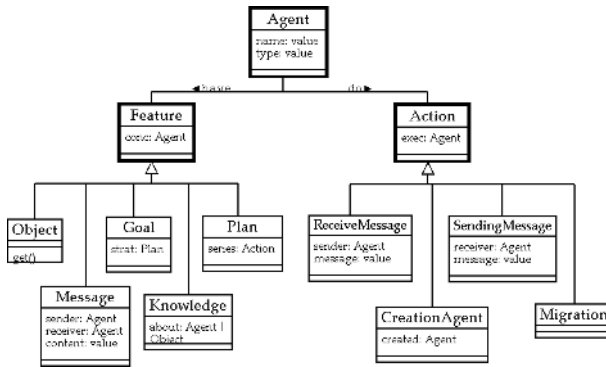 Agent
name: value
type: value
have
do
Feature
conc: Agent
Action
exec: Agent
Object
get()
Goal
strat: Plan
Plan
series: Action
ReceiveMessage
sender: Agent
message: value
SendingMessage
receiver: Agent
message: value
Message
sender: Agent
receiver: Agent
content: value
Knowledge
about: Agent |
Object
CreationAgent
created: Agent
Migration